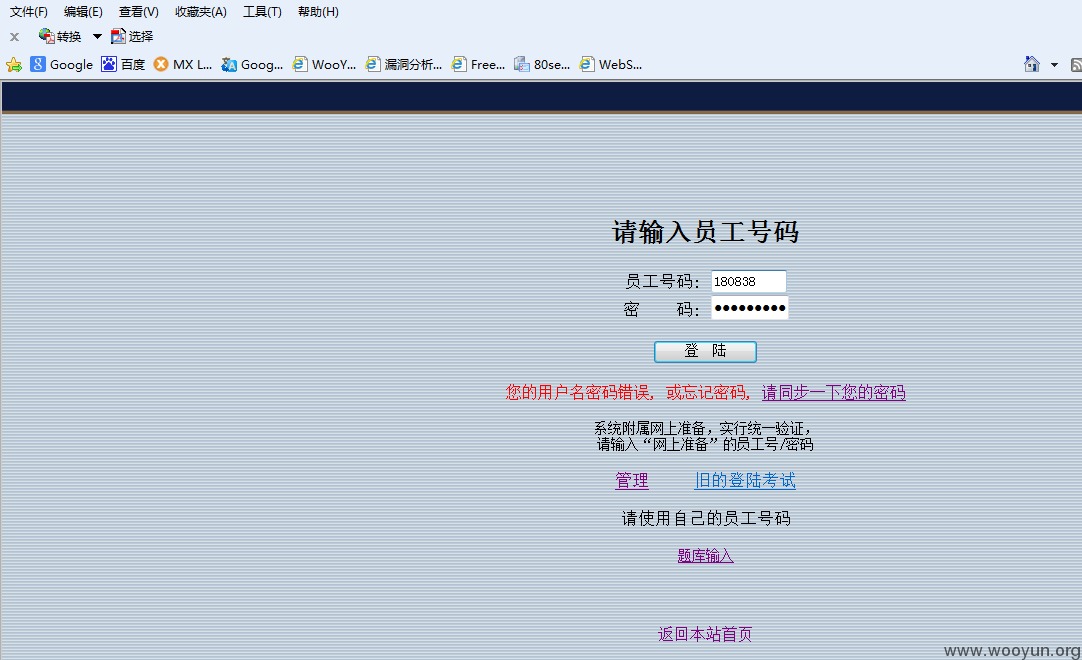 文件(F) 编辑(E) 查看(V) 收藏夹(A) 工具(T) 帮助(H)
x 转换 选择
Google 百度 MX L... Goog... WooY... 漏洞分析... Free... 80se... WebS...
请输入员工号码
员工号码: 180838
密 码: ●●●●●●●●●
登 陆
您的用户名密码错误, 或忘记密码, 请同步一下您的密码
系统附属网上准备，实行统一验证，
请输入“网上准备”的员工号/密码
管理 旧的登陆考试
请使用自己的员工号码
题库输入
返回本站首页
www.wooyun.org